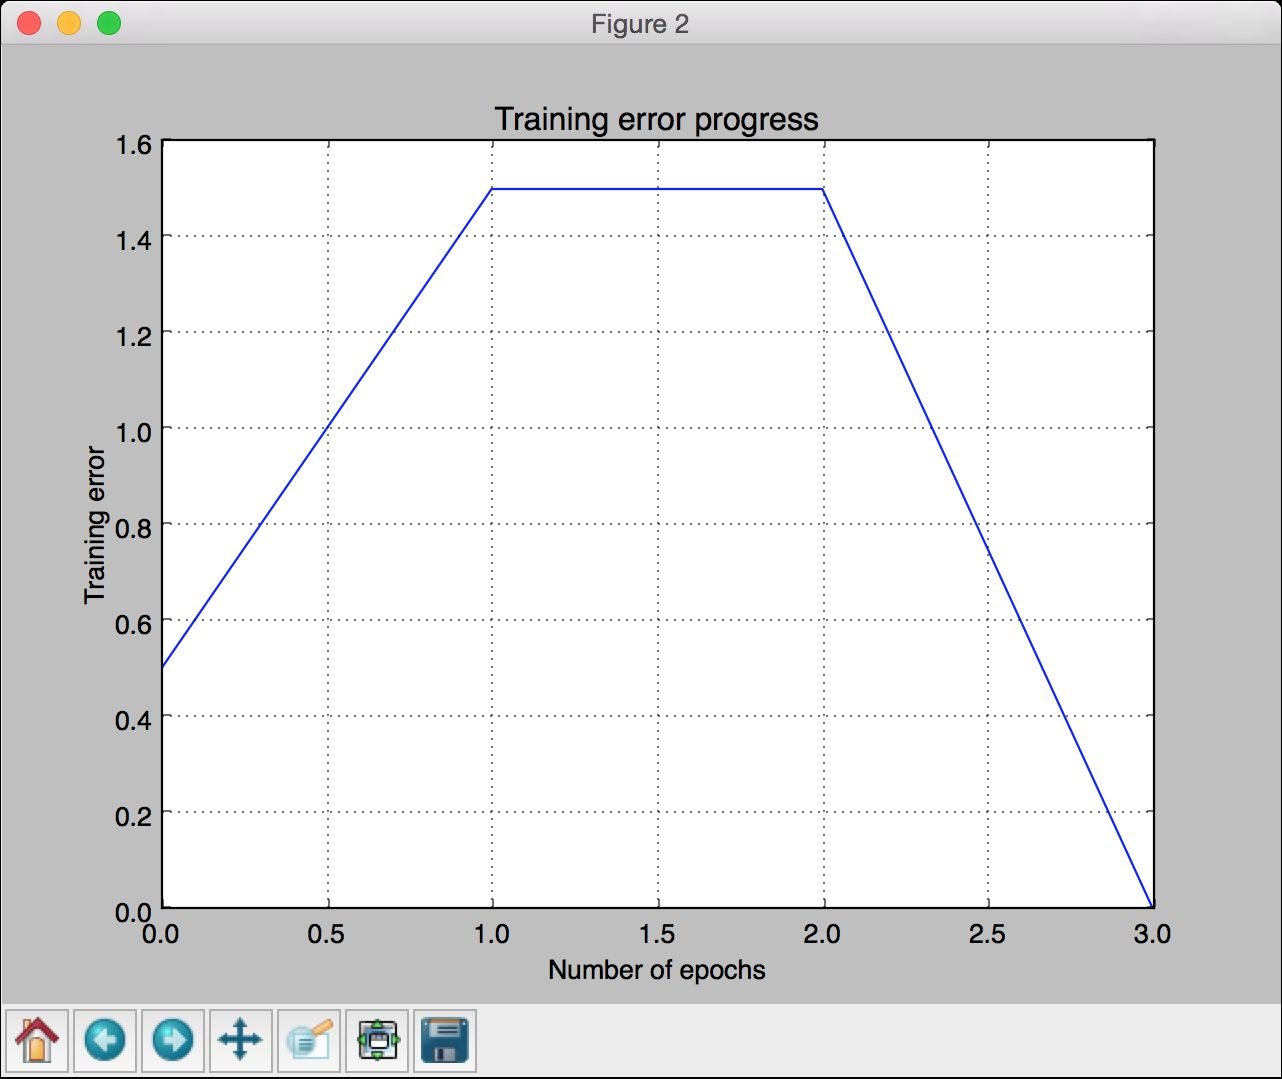 Figure 2
Training error progress
1.6
1.4
1.2
1.0
0.8
0.6
0.4
0.2
0.0
Training error
0.0 0.5 1.0 1.5 2.0 2.5 3.0
Number of epochs